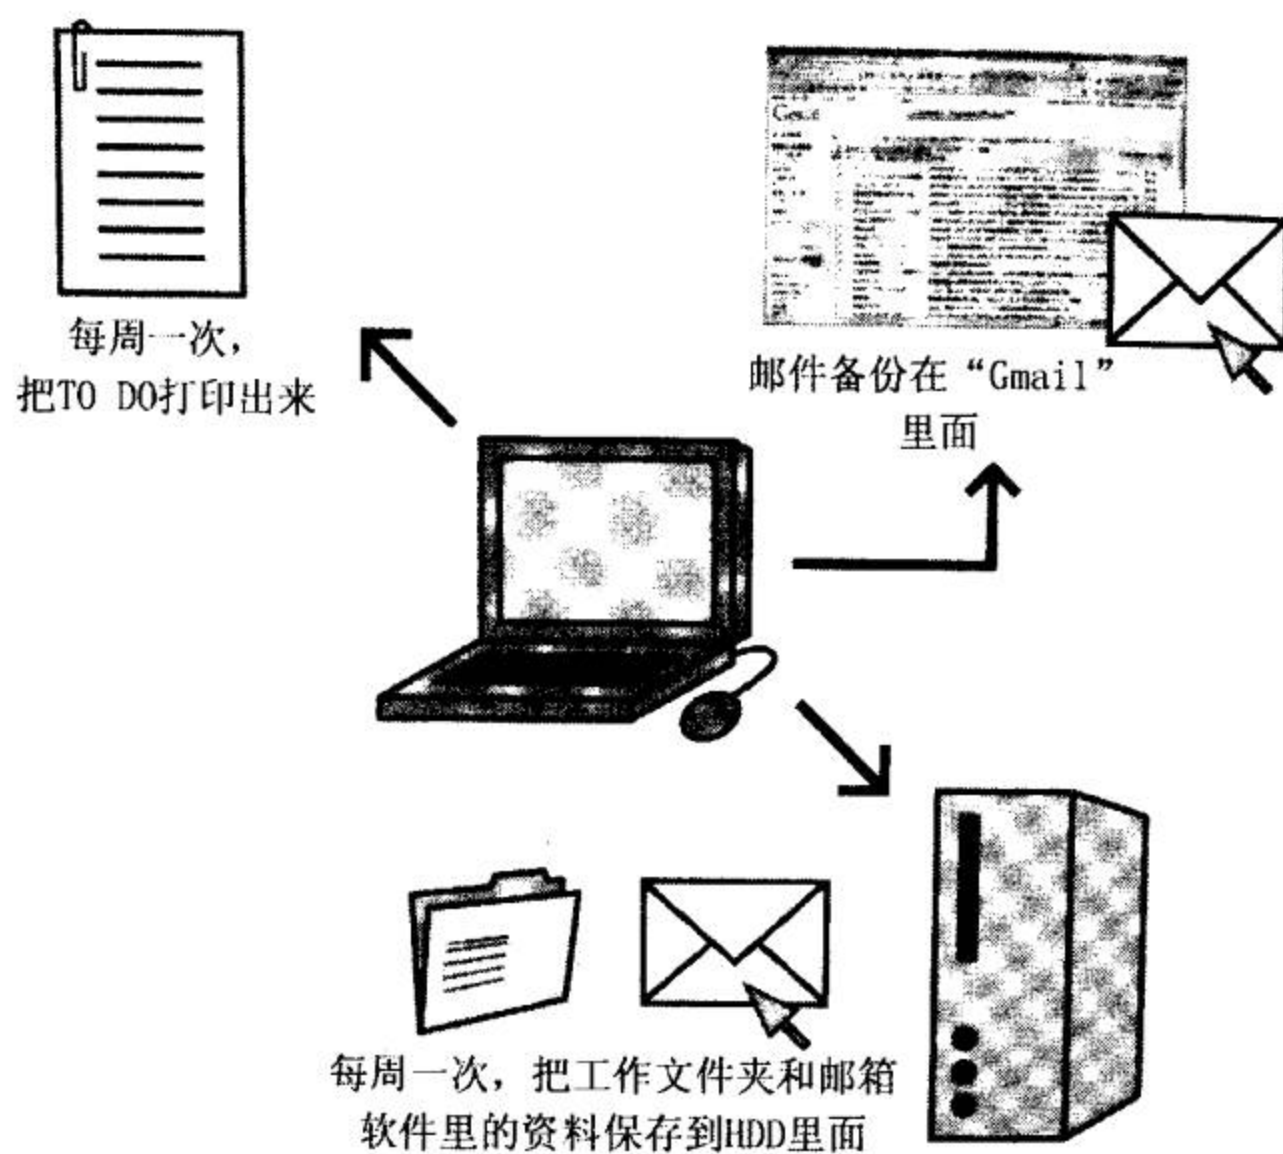 每周一次，
把TO DO打印出来
邮件备份在“Gmail”
里面
每周一次，把工作文件夹和邮箱
软件里的资料保存到HDD里面